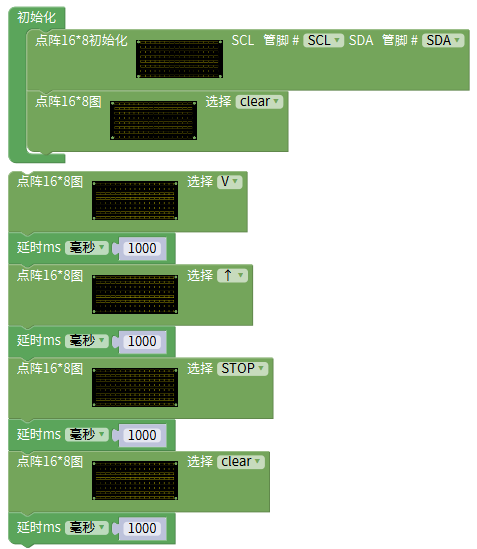 初始化
点阵16*8初始化 SCL 管脚 # SCL SDA 管脚 # SDA
点阵16*8图 选择 clear
点阵16*8图 选择 V
延时ms 毫秒 1000
点阵16*8图 选择 ↑
延时ms 毫秒 1000
点阵16*8图 选择 STOP
延时ms 毫秒 1000
点阵16*8图 选择 clear
延时ms 毫秒 1000